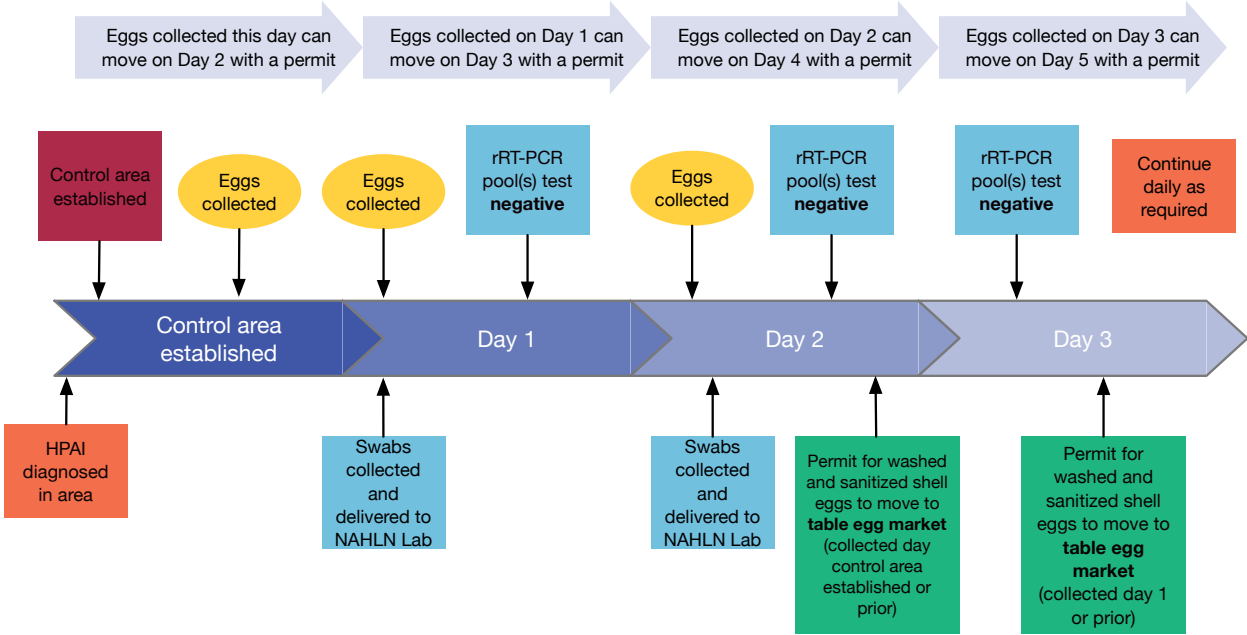 Eggs collected this day can
move on Day 2 with a permit
Eggs collected on Day 1 can
move on Day 3 with a permit
Eggs collected on Day 2 can
move on Day 4 with a permit
Eggs collected on Day 3 can
move on Day 5 with a permit
Control area
established
Eggs
collected
Eggs
collected
rRT-PCR
pool(s) test
negative
Eggs
collected
rRT-PCR
pool(s) test
negative
rRT-PCR
pool(s) test
negative
Continue
daily as
required
Control area
established
Day 1
Day 2
Day 3
HPAI
diagnosed
in area
Swabs
collected
and
delivered to
NAHLN Lab
Swabs
collected
and
delivered to
NAHLN Lab
Permit for washed
and sanitized shell
eggs to move to
table egg market
(collected day
control area
established or
prior)
Permit for
washed and
sanitized shell
eggs to move to
table egg
market
(collected day 1
or prior)